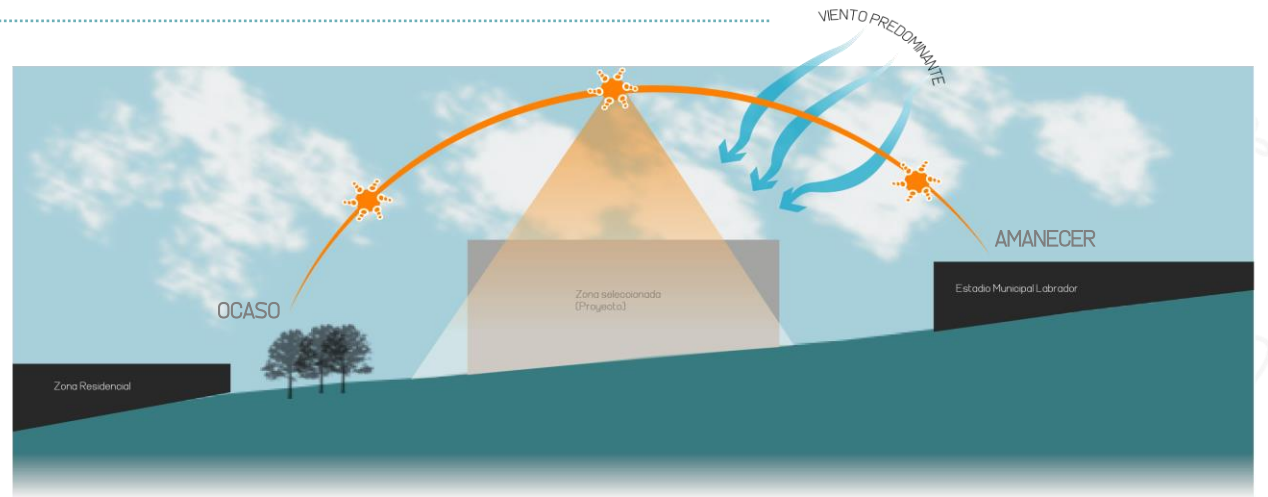 VIENTO PREDOMINANTE
AMANECER
Estadio Municipal Labrador
Zona seleccionada
(Proyecto)
OCASO
Zona Residencial